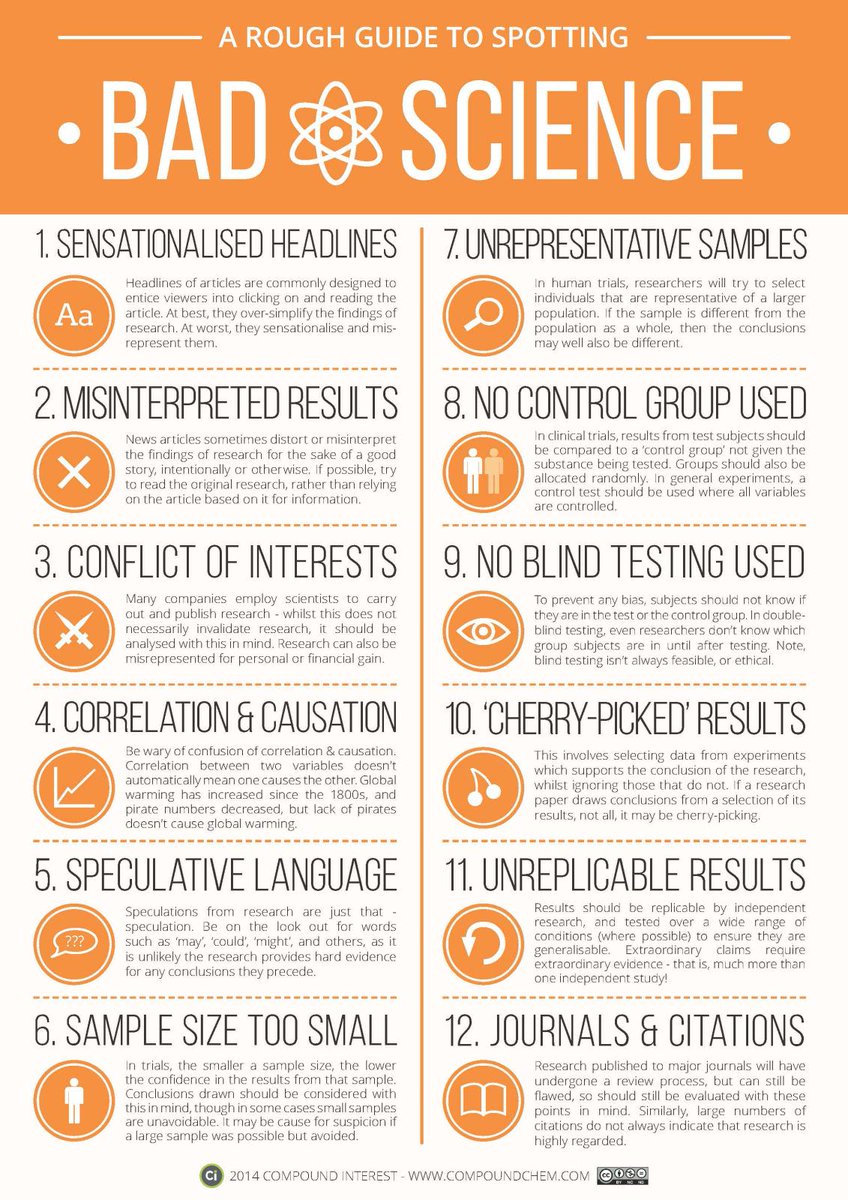 A ROUGH GUIDE TO SPOTTING
BAD SCIENCE
1. SENSATIONALISED HEADLINES
Aa
Headlines of articles are commonly designed to
entice viewers into clicking on and reading the
article. At best, they over-simplify the findings of
research. At worst, they sensationalise and mis-
represent them.
2. MISINTERPRETED RESULTS
News articles sometimes distort or misinterpret
the findings of research for the sake of a good
story, intentionally or otherwise. If possible, try
to read the original research, rather than relying
on the article based on it for information.
3. CONFLICT OF INTERESTS
Many companies employ scientists to carry
out and publish research - whilst this does not
necessarily invalidate research, it should be
analysed with this in mind. Research can also be
misrepresented for personal or financial gain.
4. CORRELATION & CAUSATION
Be wary of confusion of correlation & causation.
Correlation between two variables doesn't
automatically mean one causes the other. Global
warming has increased since the 1800s, and
pirate numbers decreased, but lack of pirates
doesn't cause global warming.
5. SPECULATIVE LANGUAGE
???
Speculations from research are just that -
speculation. Be on the look out for words
such as 'may', 'could', 'might', and others, as it
is unlikely the research provides hard evidence
for any conclusions they precede.
6. SAMPLE SIZE TOO SMALL
In trials, the smaller a sample size, the lower
the confidence in the results from that sample.
Conclusions drawn should be considered with
this in mind, though in some cases small samples
are unavoidable. It may be cause for suspicion if
a large sample was possible but avoided.
7. UNREPRESENTATIVE SAMPLES
In human trials, researchers will try to select
individuals that are representative of a larger
population. If the sample is different from the
population as a whole, then the conclusions
may well also be different.
8. NO CONTROL GROUP USED
In clinical trials, results from test subjects should
be compared to a 'control group' not given the
substance being tested. Groups should also be
allocated randomly. In general experiments, a
control test should be used where all variables
are controlled.
9. NO BLIND TESTING USED
To prevent any bias, subjects should not know if
they are in the test or the control group. In double-
blind testing, even researchers don't know which
group subjects are in until after testing. Note,
blind testing isn't always feasible, or ethical.
10. 'CHERRY-PICKED' RESULTS
This involves selecting data from experiments
which supports the conclusion of the research,
whilst ignoring those that do not. If a research
paper draws conclusions from a selection of its
results, not all, it may be cherry-picking.
11. UNREPLICABLE RESULTS
Results should be replicable by independent
research, and tested over a wide range of
conditions (where possible) to ensure they are
generalisable. Extraordinary claims require
extraordinary evidence - that is, much more than
one independent study!
12. JOURNALS & CITATIONS
Research published to major journals will have
undergone a review process, but can still be
flawed, so should still be evaluated with these
points in mind. Similarly, large numbers of
citations do not always indicate that research is
highly regarded.
Ci 2014 COMPOUND INTEREST - WWW.COMPOUNDCHEM.COM cc BY NC ND